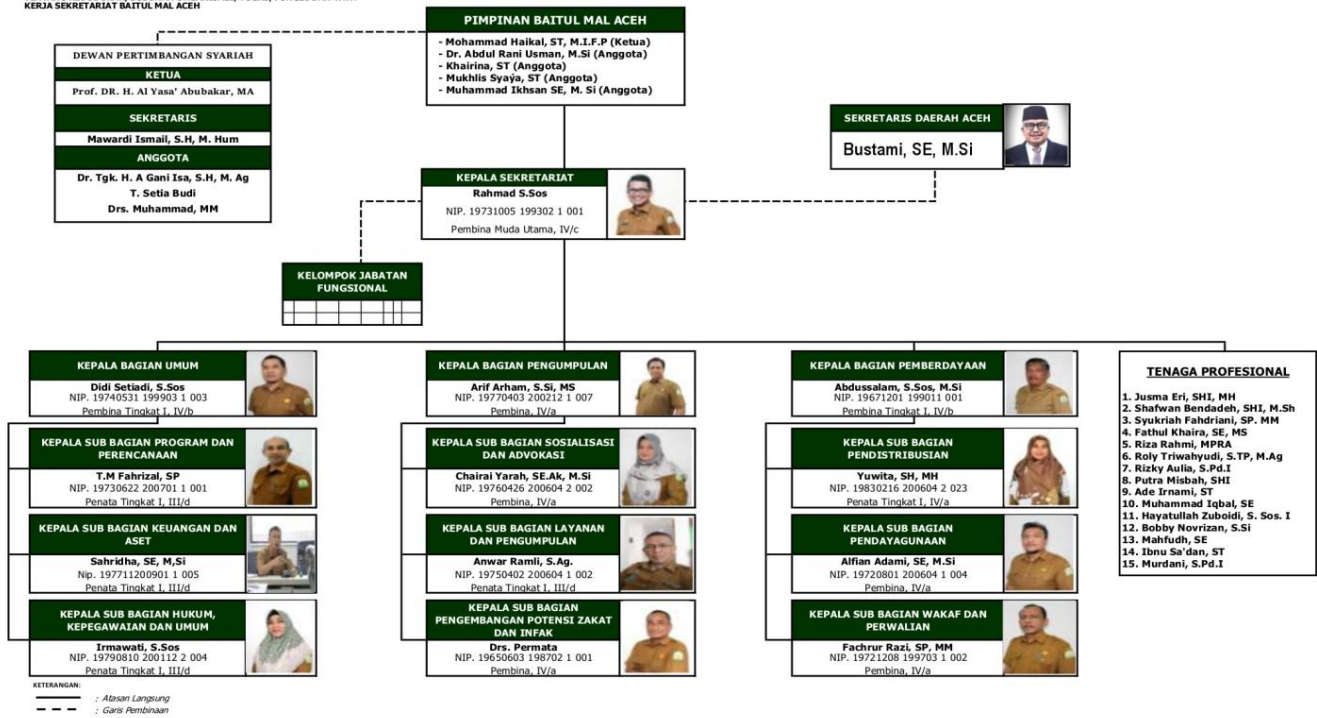 KERJA SEKRETARIAT BAITUL MAL ACEH
PIMPINAN BAITUL MAL ACEH
- Mohammad Haikal, ST, M.I.F.P (Ketua)
- Dr. Abdul Rani Usman, M.Si (Anggota)
- Khairina, ST (Anggota)
- Mukhlis Syaýa, ST (Anggota)
- Muhammad Ikhsan SE, M. Si (Anggota)
DEWAN PERTIMBANGAN SYARIAH
KETUA
Prof. DR. H. Al Yasa' Abubakar, MA
SEKRETARIS
Mawardi Ismail, S.H, M. Hum
ANGGOTA
Dr. Tgk. H. A Gani Isa, S.H, M. Ag
T. Setia Budi
Drs. Muhammad, MM
SEKRETARIS DAERAH ACEH
Bustami, SE, M.Si
KEPALA SEKRETARIAT
Rahmad S.Sos
NIP. 19731005 199302 1 001
Pembina Muda Utama, IV/c
KELOMPOK JABATAN
FUNGSIONAL
KEPALA BAGIAN UMUM
Didi Setiadi, S.Sos
NIP. 19740531 199903 1 003
Pembina Tingkat I, IV/b
KEPALA SUB BAGIAN PROGRAM DAN
PERENCANAAN
T.M Fahrizal, SP
NIP. 19730622 200701 1 001
Penata Tingkat I, III/d
KEPALA SUB BAGIAN KEUANGAN DAN
ASET
Sahridha, SE, M,Si
Nip. 197711200901 1 005
Penata Tingkat I, III/d
KEPALA SUB BAGIAN HUKUM,
KEPEGAWAIAN DAN UMUM
Irmawati, S.Sos
NIP. 19790810 200112 2 004
Penata Tingkat I, III/d
KEPALA BAGIAN PENGUMPULAN
Arif Arham, S.Si, MS
NIP. 19770403 200212 1 007
Pembina, IV/a
KEPALA SUB BAGIAN SOSIALISASI
DAN ADVOKASI
Chairai Yarah, SE.Ak, M.Si
NIP. 19760426 200604 2 002
Pembina, IV/a
KEPALA SUB BAGIAN LAYANAN
DAN PENGUMPULAN
Anwar Ramli, S.Ag.
NIP. 19750402 200604 1 002
Penata Tingkat I, III/d
KEPALA SUB BAGIAN
PENGEMBANGAN POTENSI ZAKAT
DAN INFAK
Drs. Permata
NIP. 19650603 198702 1 001
Pembina, IV/a
KEPALA BAGIAN PEMBERDAYAAN
Abdussalam, S.Sos, M.Si
NIP. 19671201 199011 001
Pembina Tingkat I, IV/b
KEPALA SUB BAGIAN
PENDISTRIBUSIAN
Yuwita, SH, MH
NIP. 19830216 200604 2 023
Penata Tingkat I, IV/a
KEPALA SUB BAGIAN
PENDAYAGUNAAN
Alfian Adami, SE, M.Si
NIP. 19720801 200604 1 004
Pembina, IV/a
KEPALA SUB BAGIAN WAKAF DAN
PERWALIAN
Fachrur Razi, SP, MM
NIP. 19721208 199703 1 002
Pembina, IV/a
TENAGA PROFESIONAL
1. Jusma Eri, SHI, MH
2. Shafwan Bendadeh, SHI, M.Sh
3. Syukriah Fahdriani, SP. MM
4. Fathul Khaira, SE, MS
5. Riza Rahmi, MPRA
6. Roly Triwahyudi, S.TP, M.Ag
7. Rizky Aulia, S.Pd.I
8. Putra Misbah, SHI
9. Ade Irnami, ST
10. Muhammad Iqbal, SE
11. Hayatullah Zuboidi, S. Sos. I
12. Bobby Novrizan, S.Si
13. Mahfudh, SE
14. Ibnu Sa'dan, ST
15. Murdani, S.Pd.I
KETERANGAN:
: Atasan Langsung
: Garis Pembinaan